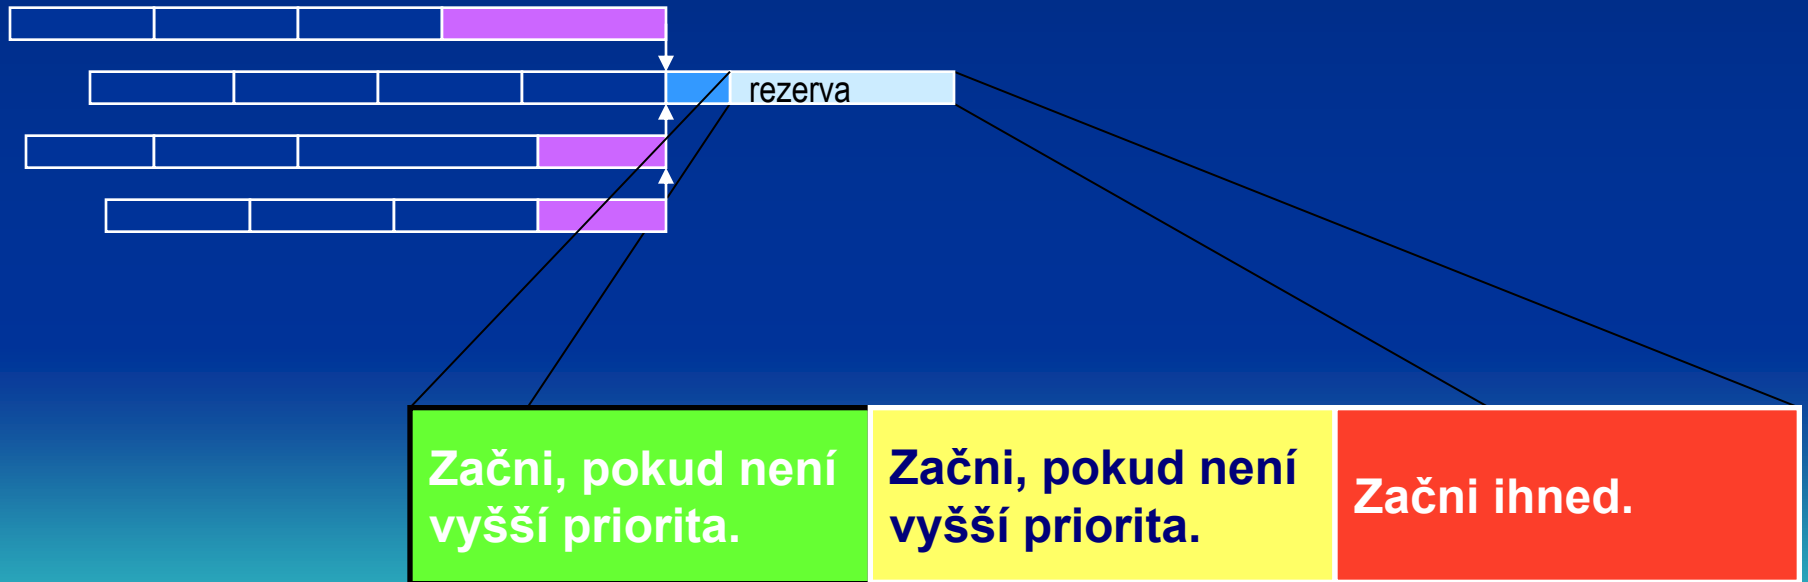 rezerva
Začni, pokud není
vyšší priorita.
Začni, pokud není
vyšší priorita.
Začni ihned.